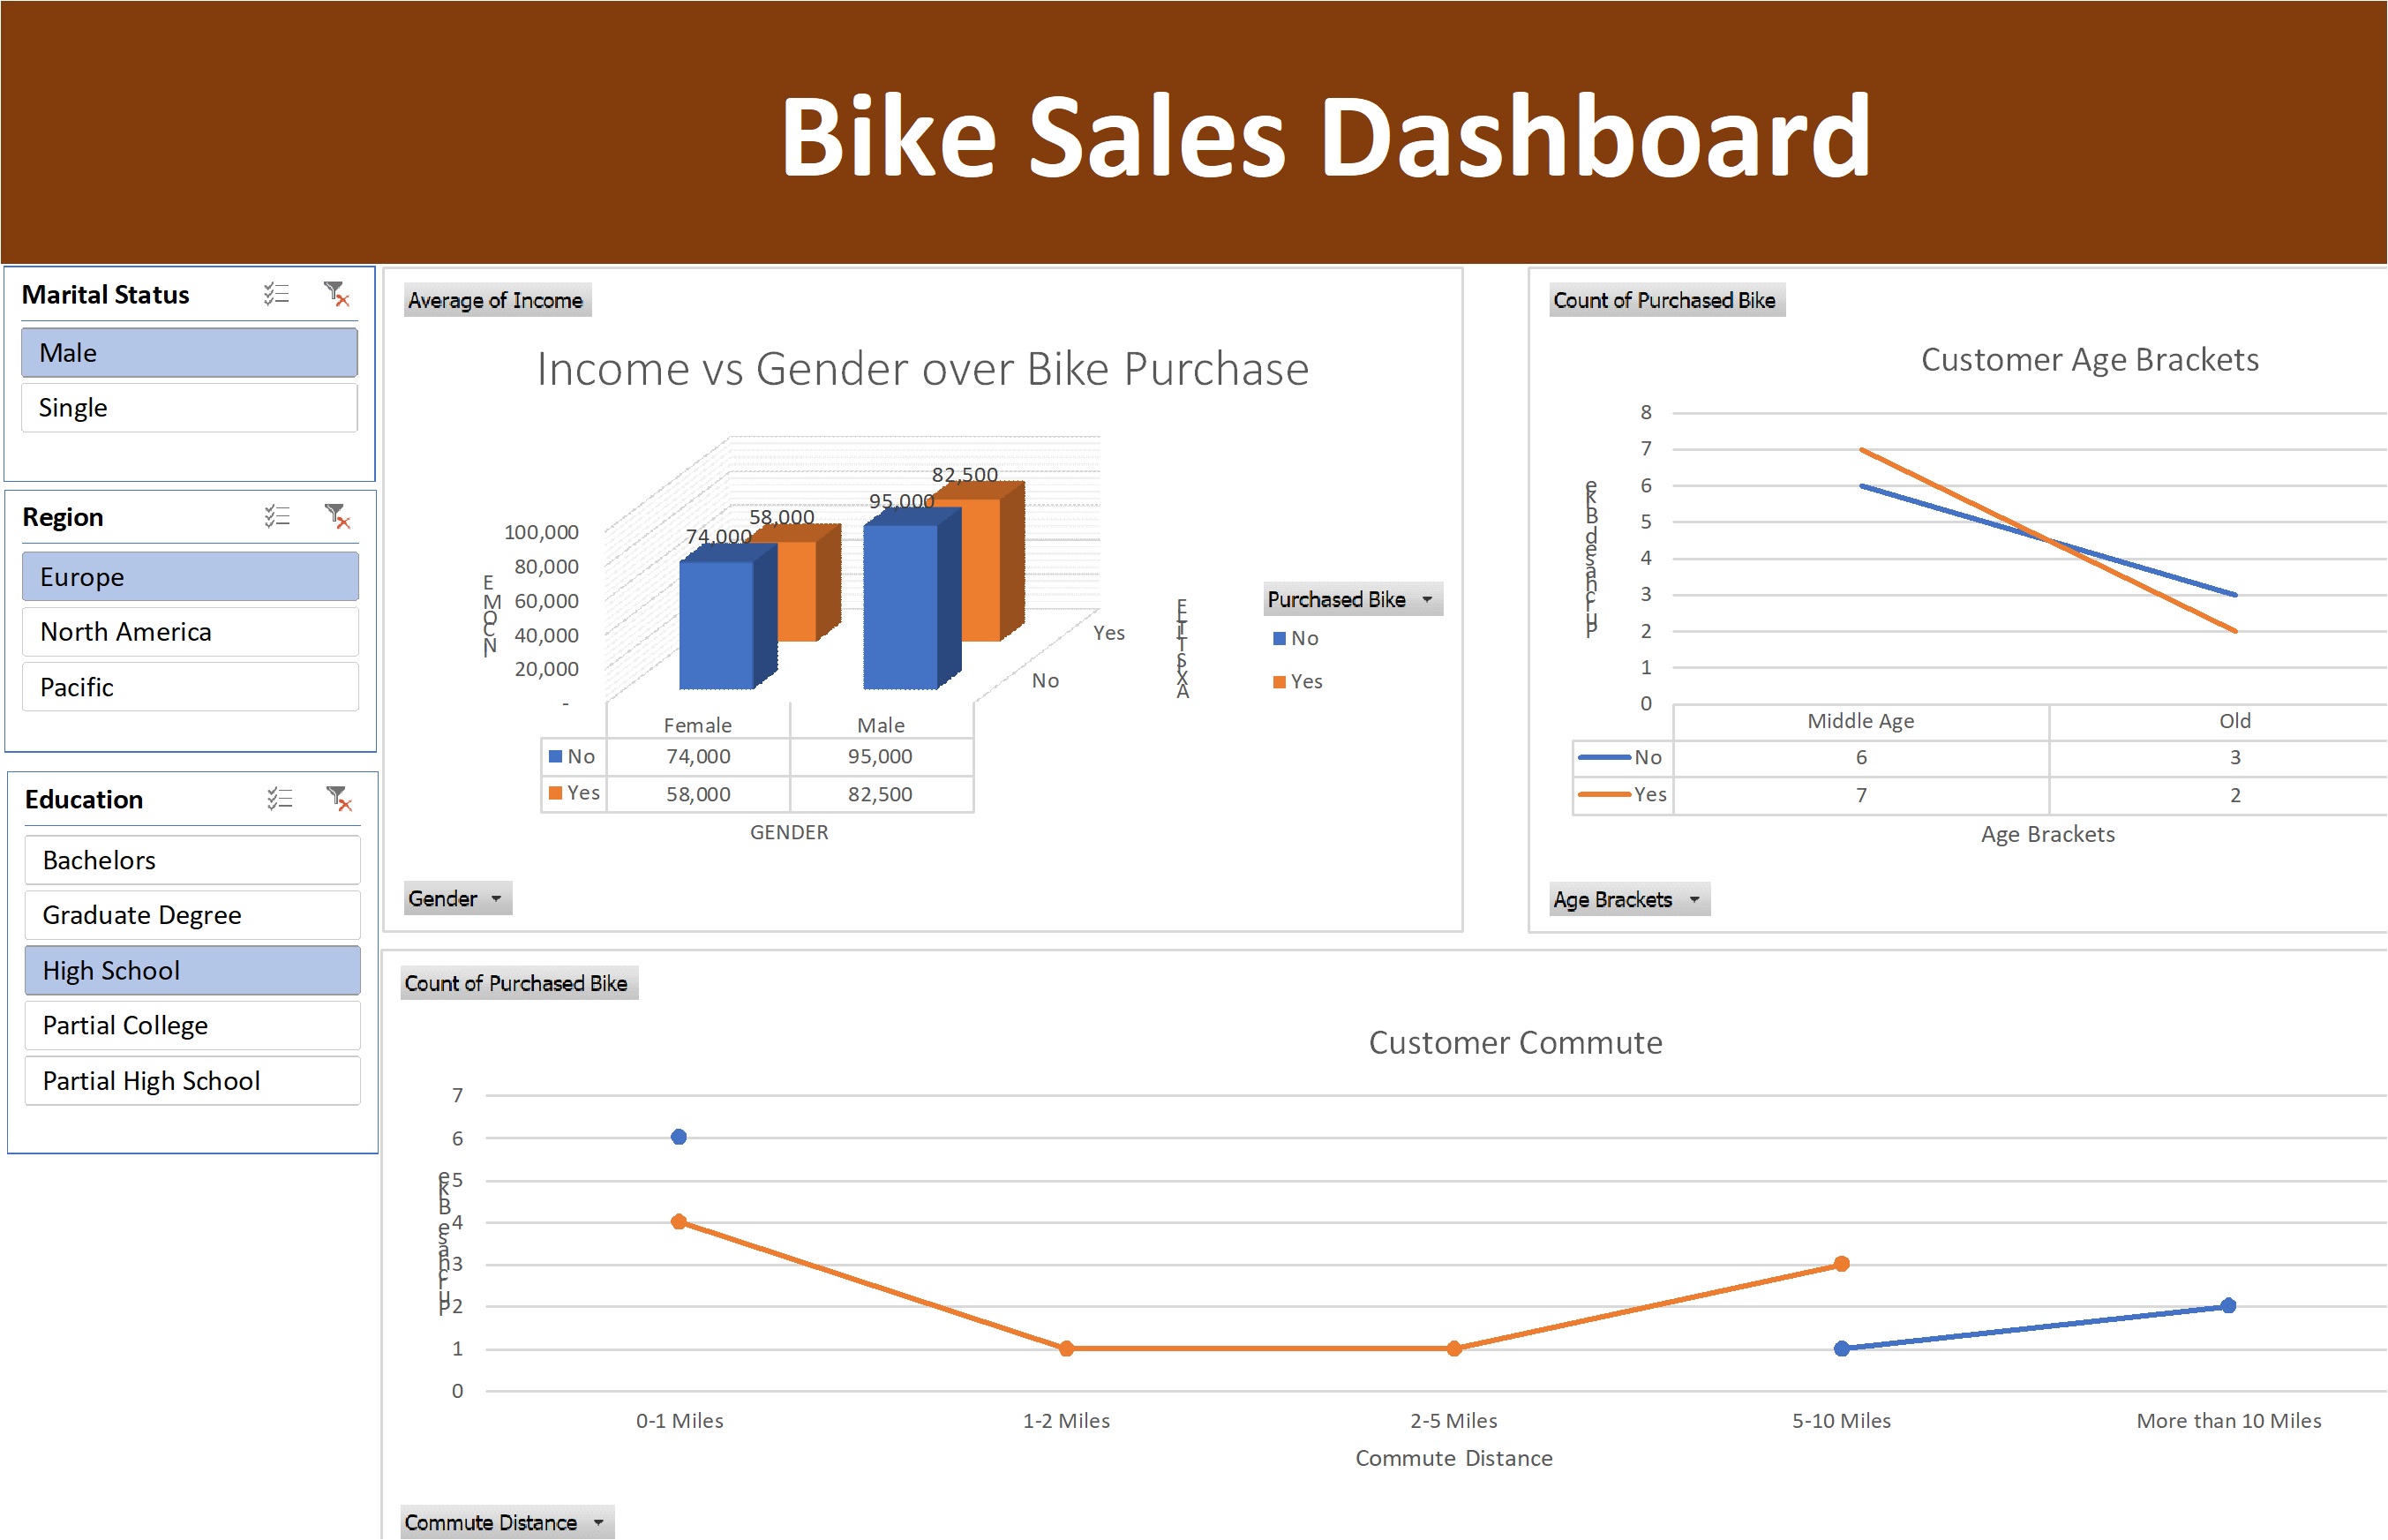 Bike Sales Dashboard
Marital Status
Male
Single
Region
Europe
North America
Pacific
Education
Bachelors
Graduate Degree
High School
Partial College
Partial High School
Average of Income
Income vs Gender over Bike Purchase
100,000
80,000
60,000
40,000
20,000
-
INCOME
74,000
58,000
95,000
82,500
Yes
No
AXIS TITLE
Purchased Bike
No
Yes
Female Male
No 74,000 95,000
Yes 58,000 82,500
GENDER
Gender
Count of Purchased Bike
Customer Age Brackets
8
7
6
5
4
3
2
1
0
Purchased Bke
Middle Age Old
No 6 3
Yes 7 2
Age Brackets
Age Brackets
Count of Purchased Bike
Customer Commute
7
6
5
4
3
2
1
0
Purchase Bke
0-1 Miles 1-2 Miles 2-5 Miles 5-10 Miles More than 10 Miles
Commute Distance
Commute Distance